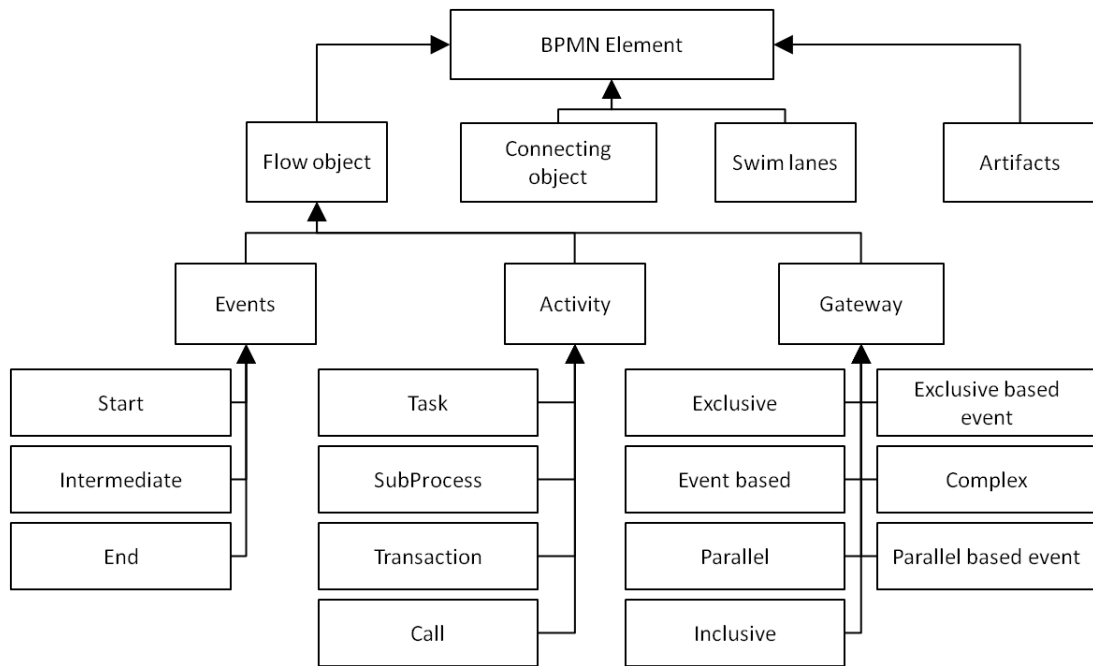 BPMN Element
Flow object
Connecting
object
Swim lanes
Artifacts
Events
Activity
Gateway
Start
Task
Exclusive
Exclusive based
event
Intermediate
SubProcess
Event based
Complex
End
Transaction
Parallel
Parallel based event
Call
Inclusive